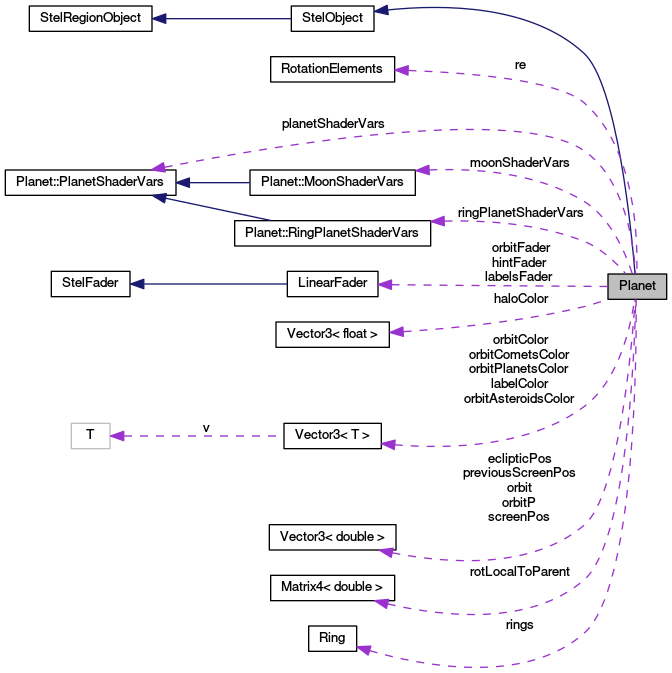 StelRegionObject
StelObject
RotationElements
re
planetShaderVars
Planet::PlanetShaderVars
Planet::MoonShaderVars
moonShaderVars
Planet::RingPlanetShaderVars
ringPlanetShaderVars
StelFader
LinearFader
orbitFader
hintFader
labelsFader
Planet
Vector3< float >
haloColor
orbitColor
orbitCometsColor
orbitPlanetsColor
labelColor
orbitAsteroidsColor
T
v
Vector3< T >
eclipticPos
previousScreenPos
orbit
orbitP
screenPos
Vector3< double >
Matrix4< double >
rotLocalToParent
Ring
rings